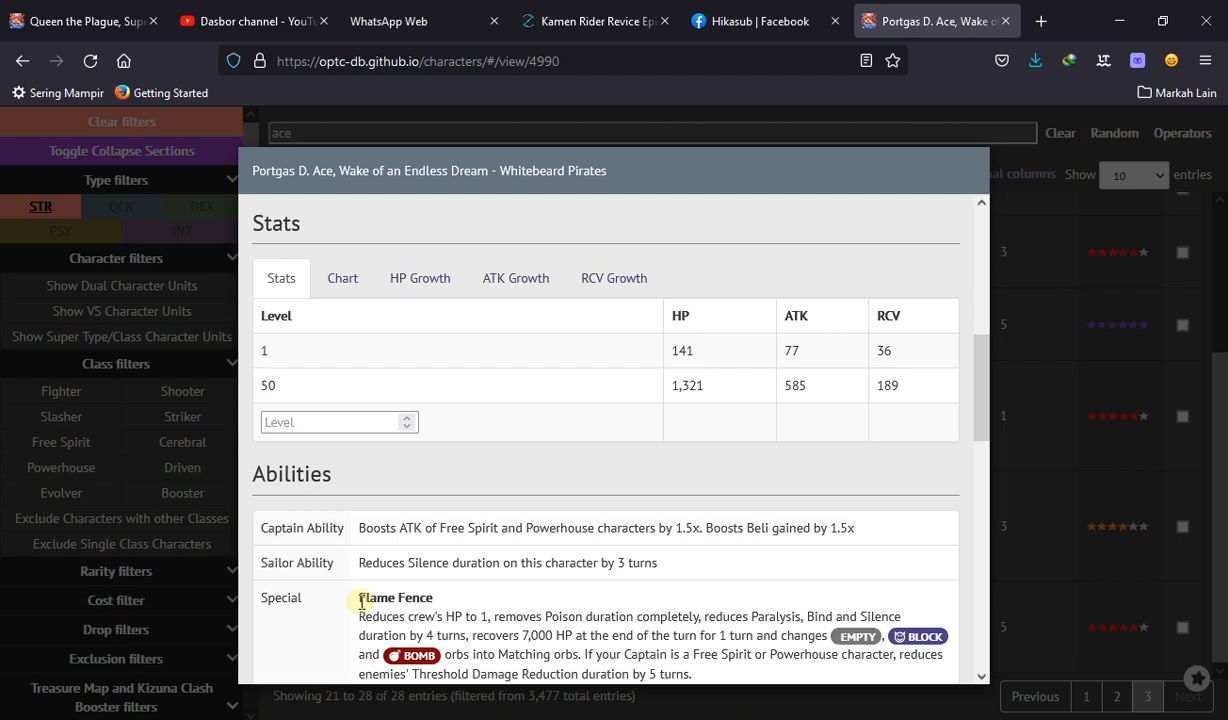 Queen the Plague, Supe
Dasbor channel - YouTu
WhatsApp Web
Kamen Rider Revice Epi
Hikasub | Facebook
Portgas D. Ace, Wake of
https://optc-db.github.io/characters/#/view/4990
Sering Mampir
Getting Started
Markah Lain
Clear filters
ace
Clear
Random
Operators
Toggle Collapse Sections
Portgas D. Ace, Wake of an Endless Dream - Whitebeard Pirates
nal columns
Show
10
entries
Type filters
STR
QCK
DEX
PSY
INT
Character filters
Show Dual Character Units
Show VS Character Units
Show Super Type/Class Character Units
Class filters
Fighter
Shooter
Slasher
Striker
Free Spirit
Cerebral
Powerhouse
Driven
Evolver
Booster
Exclude Characters with other Classes
Exclude Single Class Characters
Rarity filters
Cost filter
Drop filters
Exclusion filters
Treasure Map and Kizuna Clash
Booster filters
Stats
Stats
Chart
HP Growth
ATK Growth
RCV Growth
Level HP ATK RCV
1 141 77 36
50 1,321 585 189
Level
Abilities
Captain Ability Boosts ATK of Free Spirit and Powerhouse characters by 1.5x. Boosts Beli gained by 1.5x
Sailor Ability Reduces Silence duration on this character by 3 turns
Special Flame Fence
Reduces crew's HP to 1, removes Poison duration completely, reduces Paralysis, Bind and Silence
duration by 4 turns, recovers 7,000 HP at the end of the turn for 1 turn and changes EMPTY, BLOCK
and BOMB orbs into Matching orbs. If your Captain is a Free Spirit or Powerhouse character, reduces
enemies' Threshold Damage Reduction duration by 5 turns.
3
5
1
3
5
Showing 21 to 28 of 28 entries (filtered from 3,477 total entries)
Previous
1
2
3
Next